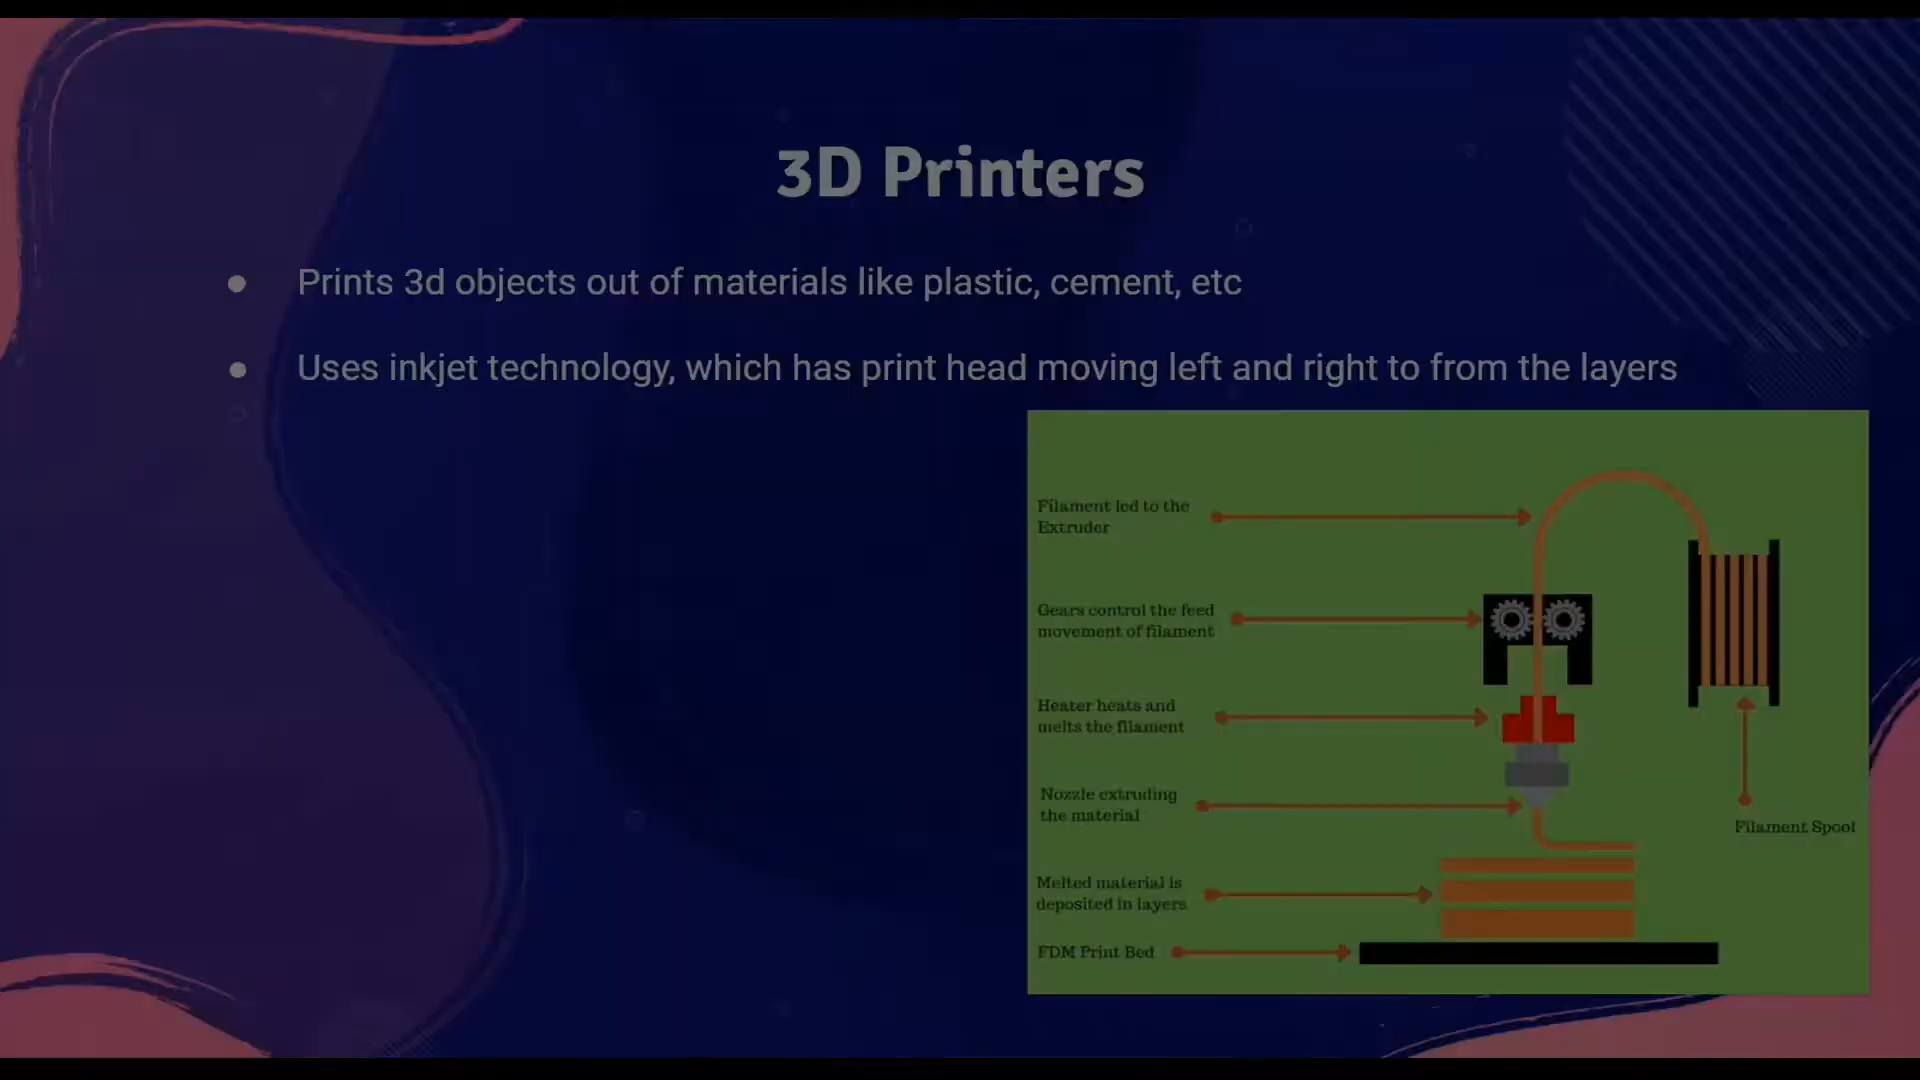 3D Printers
● Prints 3d objects out of materials like plastic, cement, etc
● Uses inkjet technology, which has print head moving left and right to from the layers
Filament led to the
Extruder
Gears control the feed
movement of filament
Heater heats and
melts the filament
Nozzle extruding
the material
Filament Spool
Melted material is
deposited in layers
FDM Print Bed